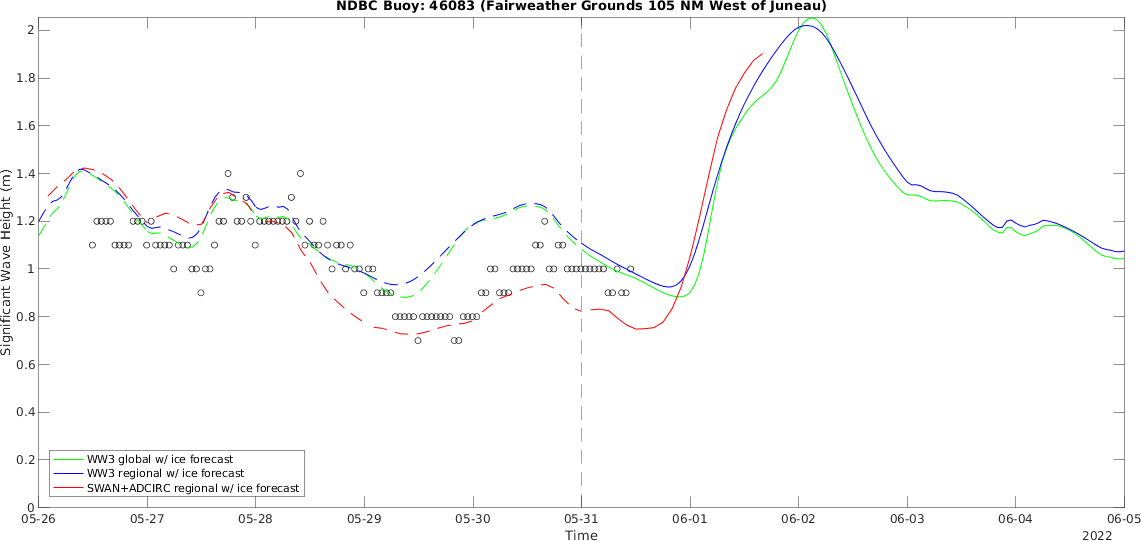 NDBC Buoy: 46083 (Fairweather Grounds 105 NM West of Juneau)
2
1.8
1.6
1.4
1.2
1
0.8
0.6
0.4
0.2
0
Significant Wave Height (m)
WW3 global w/ ice forecast
WW3 regional w/ ice forecast
SWAN+ADCIRC regional w/ ice forecast
05-26 05-27 05-28 05-29 05-30 05-31 06-01 06-02 06-03 06-04 06-05
Time
2022